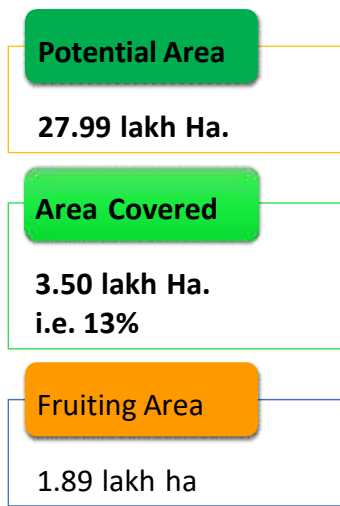 Potential Area
27.99 lakh Ha.
Area Covered
3.50 lakh Ha.
i.e. 13%
Fruiting Area
1.89 lakh ha